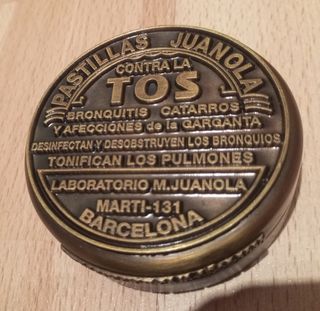 PASTILLAS JUANOLA
CONTRA LA
TOS
BRONQUITIS CATARROS
Y AFECCIÓNES de la GARGANTA
DESINFECTAN Y DESOBSTRUYEN LOS BRONQUIOS
TONIFICAN LOS PULMONES
LABORATORIO M.JUANOLA
MARTI-131
BARCELONA